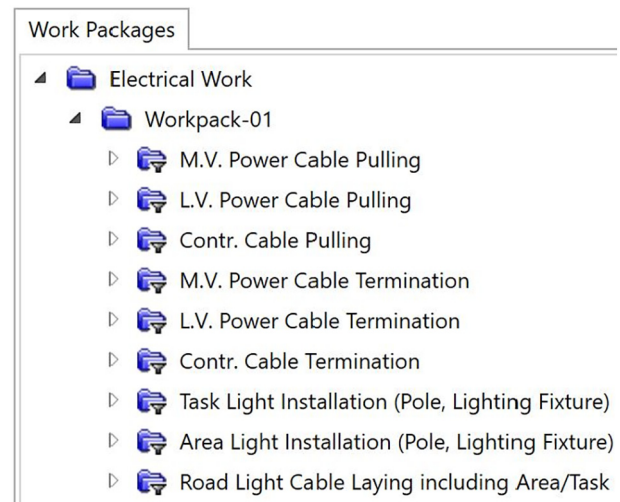 Work Packages
Electrical Work
Workpack-01
M.V. Power Cable Pulling
L.V. Power Cable Pulling
Contr. Cable Pulling
M.V. Power Cable Termination
L.V. Power Cable Termination
Contr. Cable Termination
Task Light Installation (Pole, Lighting Fixture)
Area Light Installation (Pole, Lighting Fixture)
Road Light Cable Laying including Area/Task